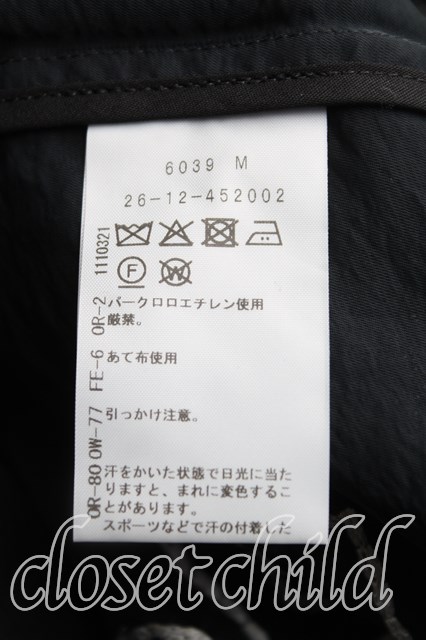 6039 M
26-12-452002
F W
パークロロエチレン使用
厳禁。
あて布使用
引っかけ注意。
汗をかいた状態で日光に当た
りますと、まれに変色するこ
とがあります。
スポーツなどで汗の付着した
OR-80 OW-77 FE-6 OR-2 1110321
closet child